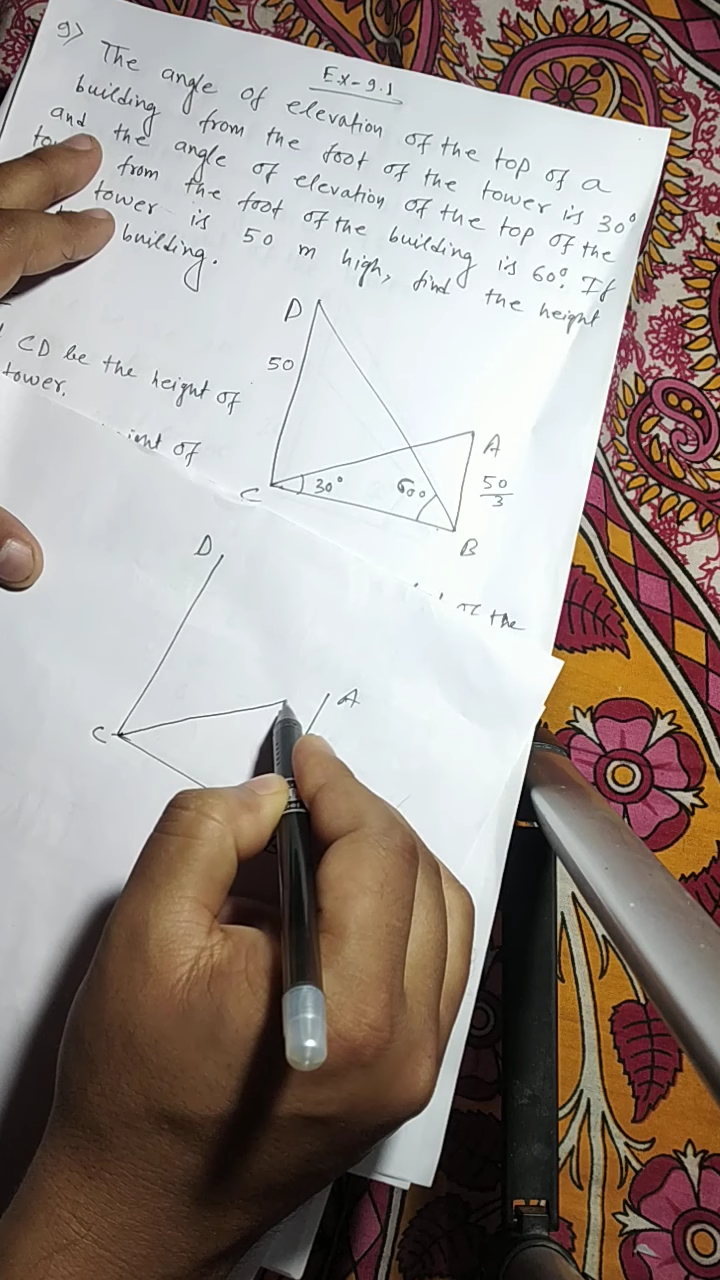 Ex-9.1
9> The angle of elevation of the top of a
building from the foot of the tower is 30°
and the angle of elevation of the top of the
from the foot of the building is 60°. If
tower is 50 m high, find the height
building.
D
50
A
50/3
C
30°
60°
B
CD be the height of
tower.
of
the
D
C
A